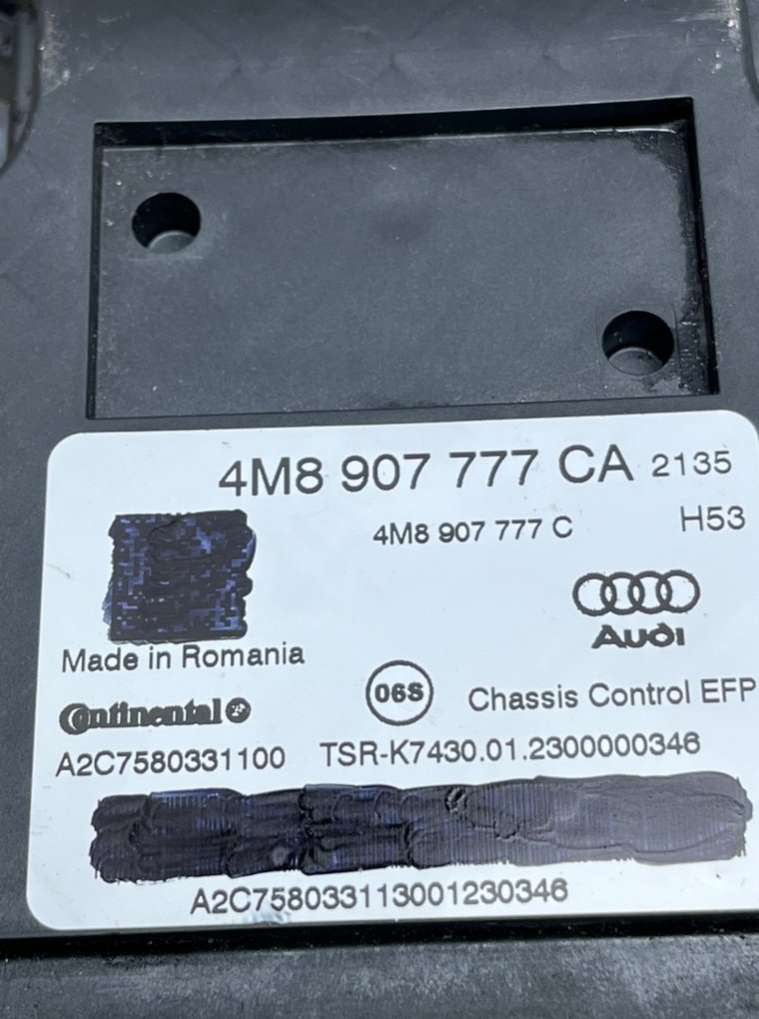 4M8 907 777 CA 2135
4M8 907 777 C H53
Audi
Made in Romania
Continental
06S Chassis Control EFP
A2C7580331100 TSR-K7430.01.2300000346
A2C758033113001230346